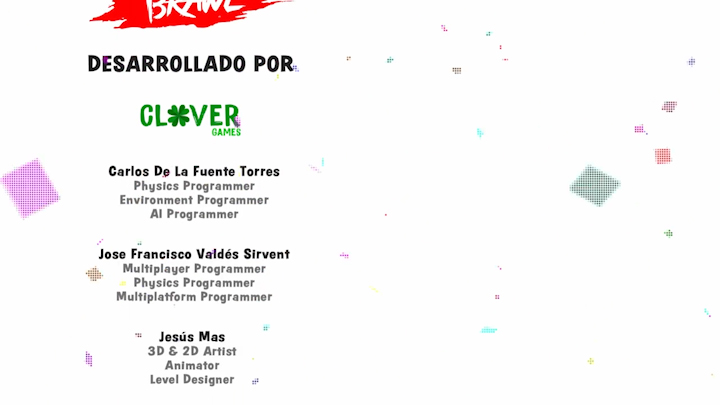 BRAWL
DESARROLLADO POR
CLOVER
GAMES
Carlos De La Fuente Torres
Physics Programmer
Environment Programmer
AI Programmer
Jose Francisco Valdés Sirvent
Multiplayer Programmer
Physics Programmer
Multiplatform Programmer
Jesús Mas
3D & 2D Artist
Animator
Level Designer